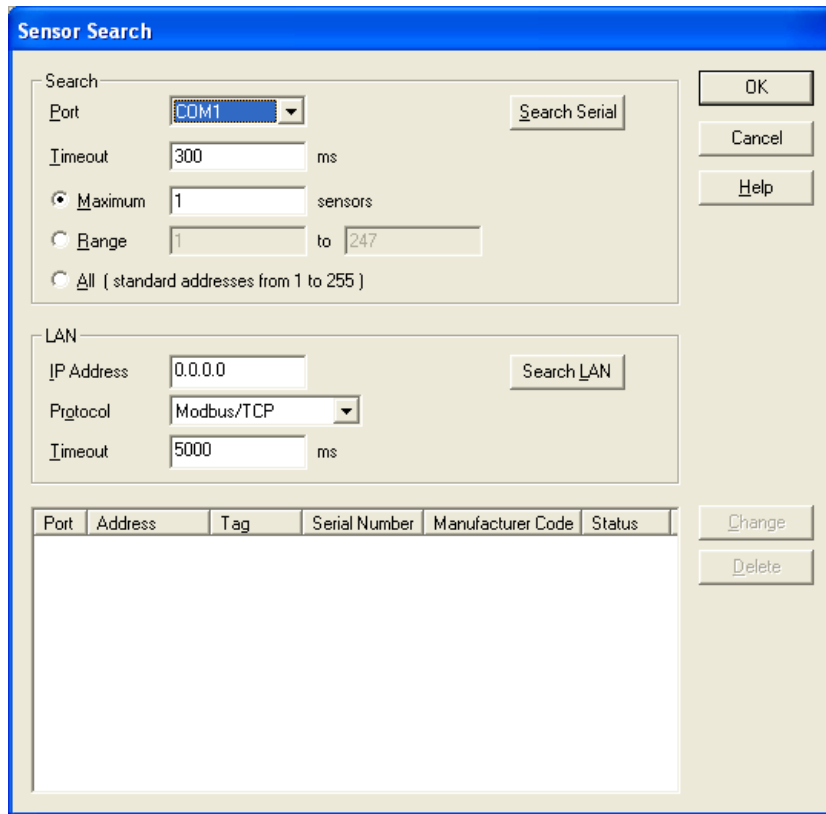 Sensor Search
Search
Port COM1 Search Serial
Timeout 300 ms
Maximum 1 sensors
Range 1 to 247
All ( standard addresses from 1 to 255 )
OK
Cancel
Help
LAN
IP Address 0.0.0.0 Search LAN
Protocol Modbus/TCP
Timeout 5000 ms
Port Address Tag Serial Number Manufacturer Code Status
Change
Delete